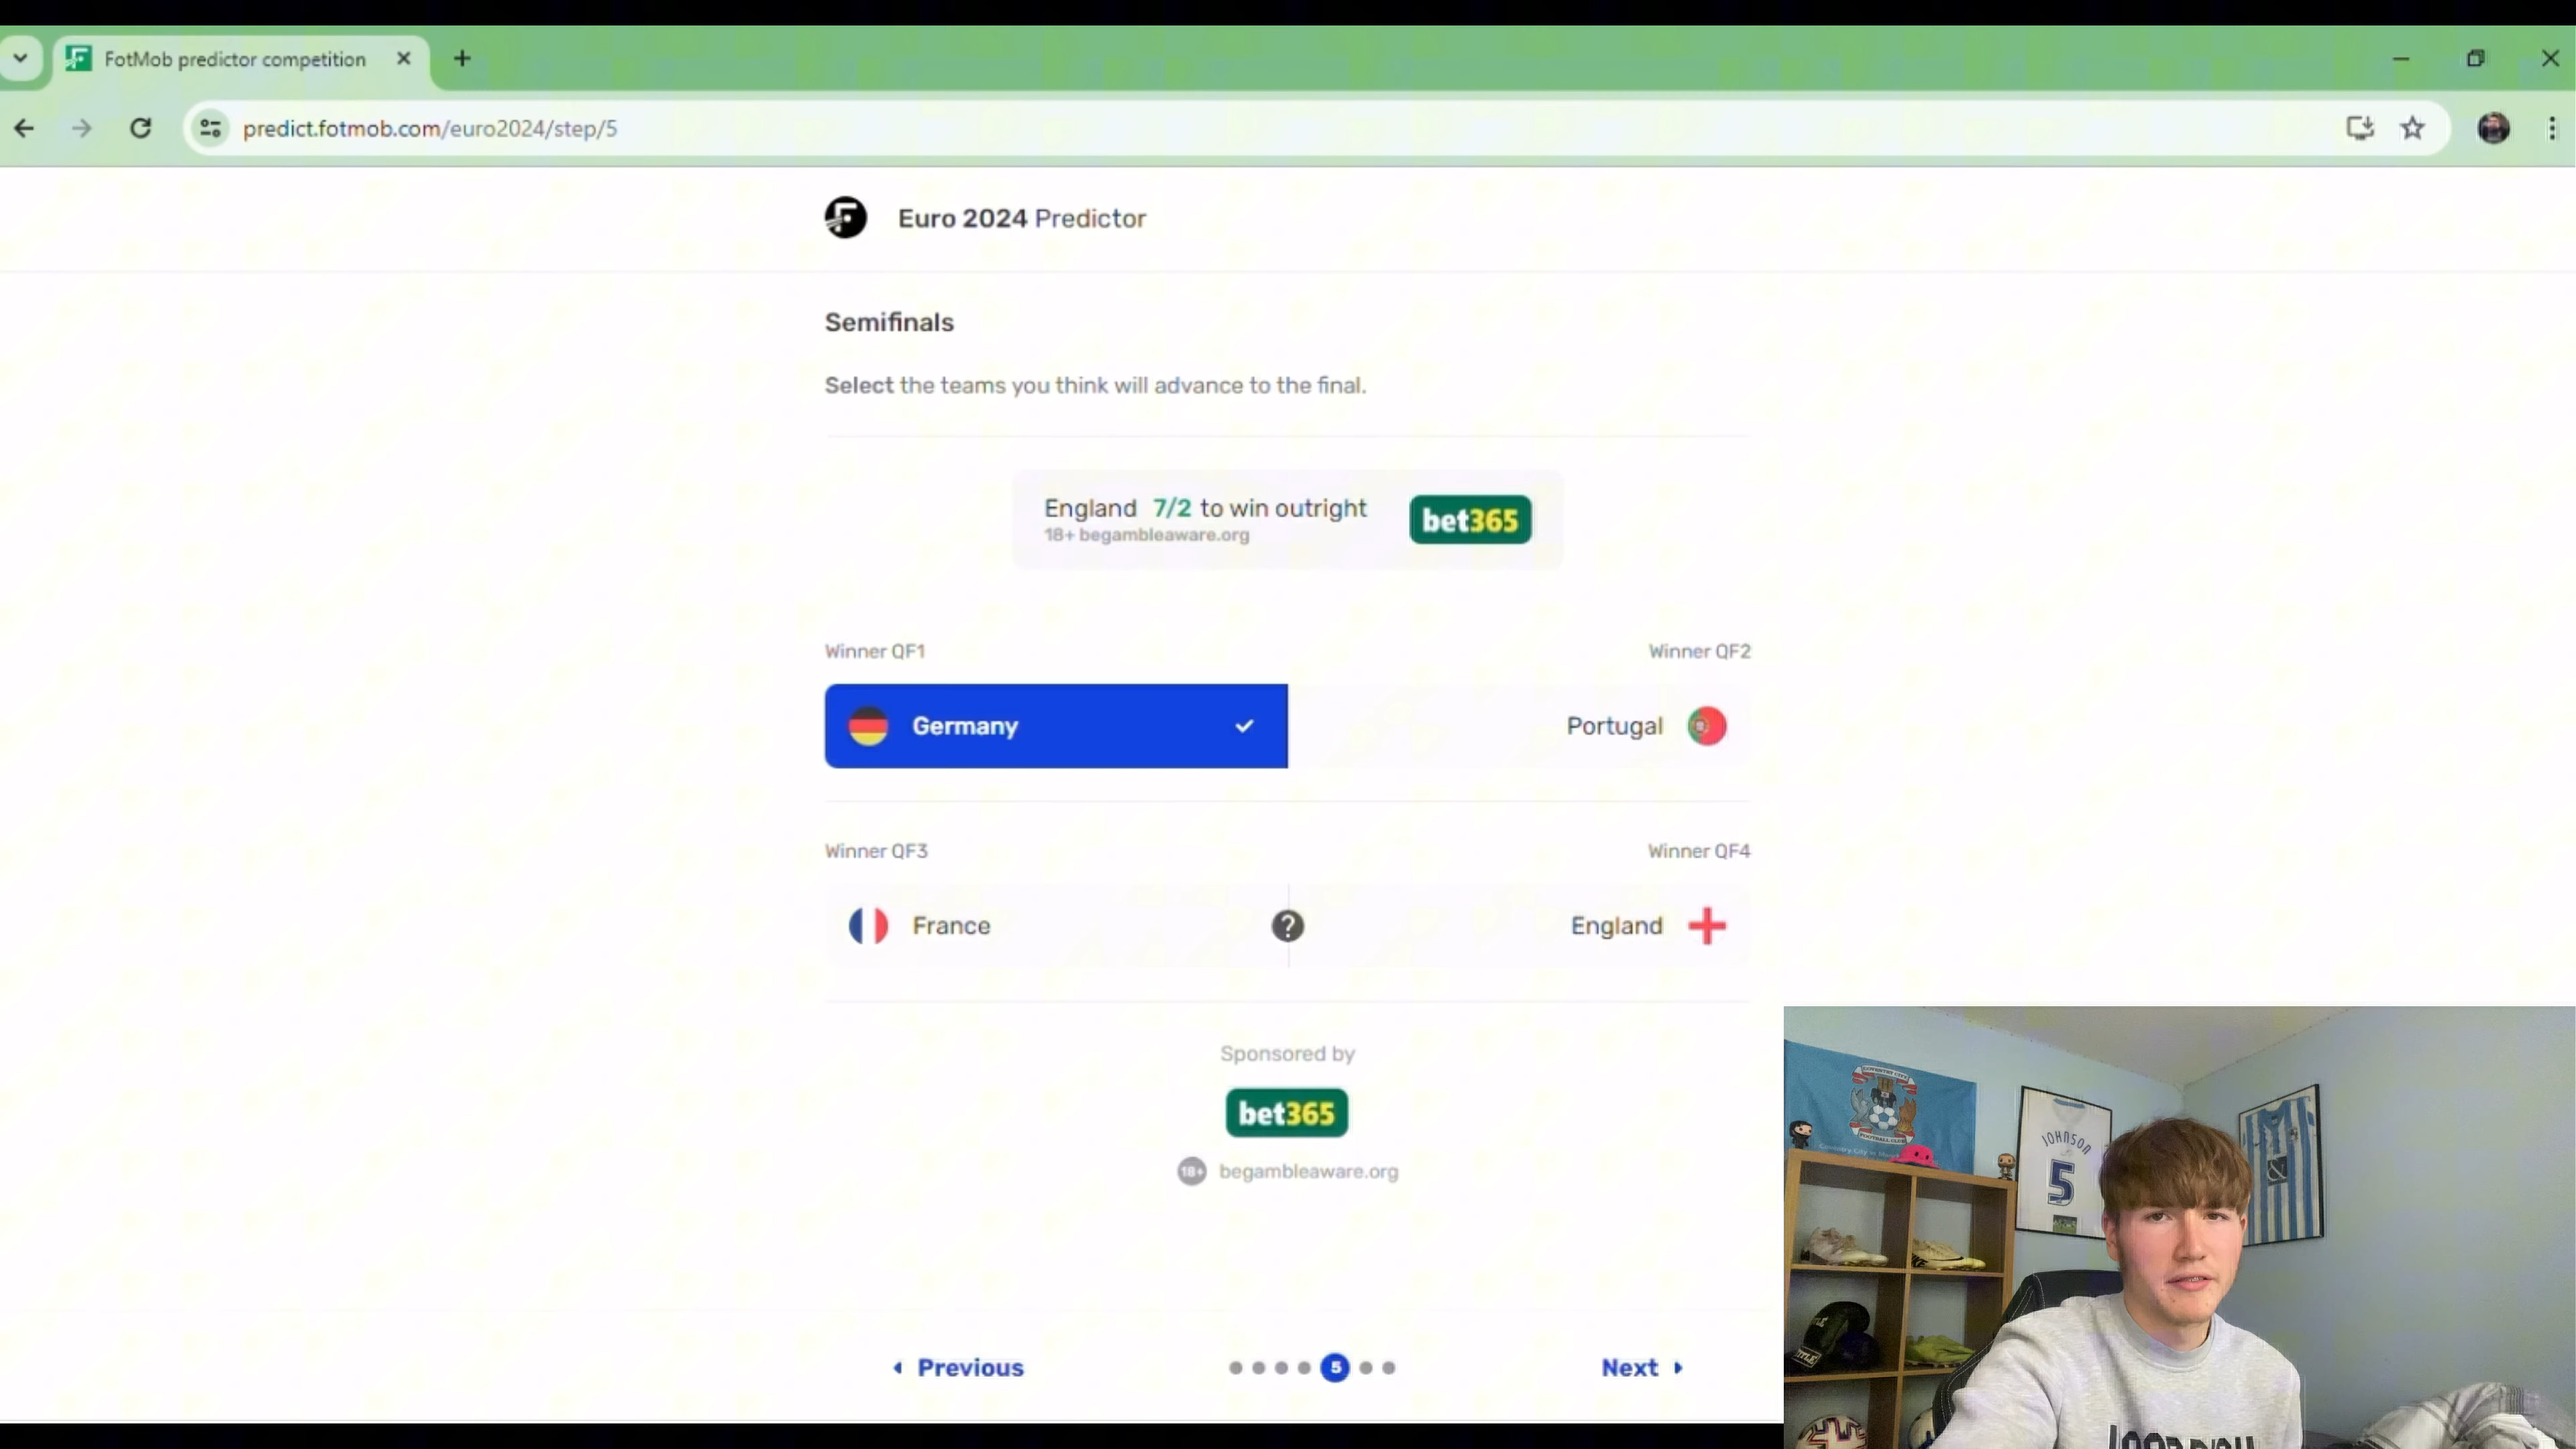 FotMob predictor competition
predict.fotmob.com/euro2024/step/5
Euro 2024 Predictor
Semifinals
Select the teams you think will advance to the final.
England 7/2 to win outright
18+ begambleaware.org
bet365
Winner QF1
Winner QF2
Germany
Portugal
Winner QF3
Winner QF4
France
?
England
Sponsored by
bet365
18+ begambleaware.org
Previous
5
Next
JOHNSON
5